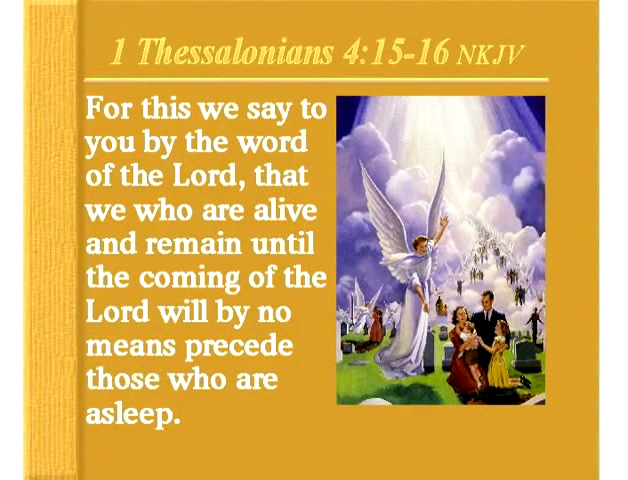 1 Thessalonians 4:15-16 NKJV
For this we say to
you by the word
of the Lord, that
we who are alive
and remain until
the coming of the
Lord will by no
means precede
those who are
asleep.